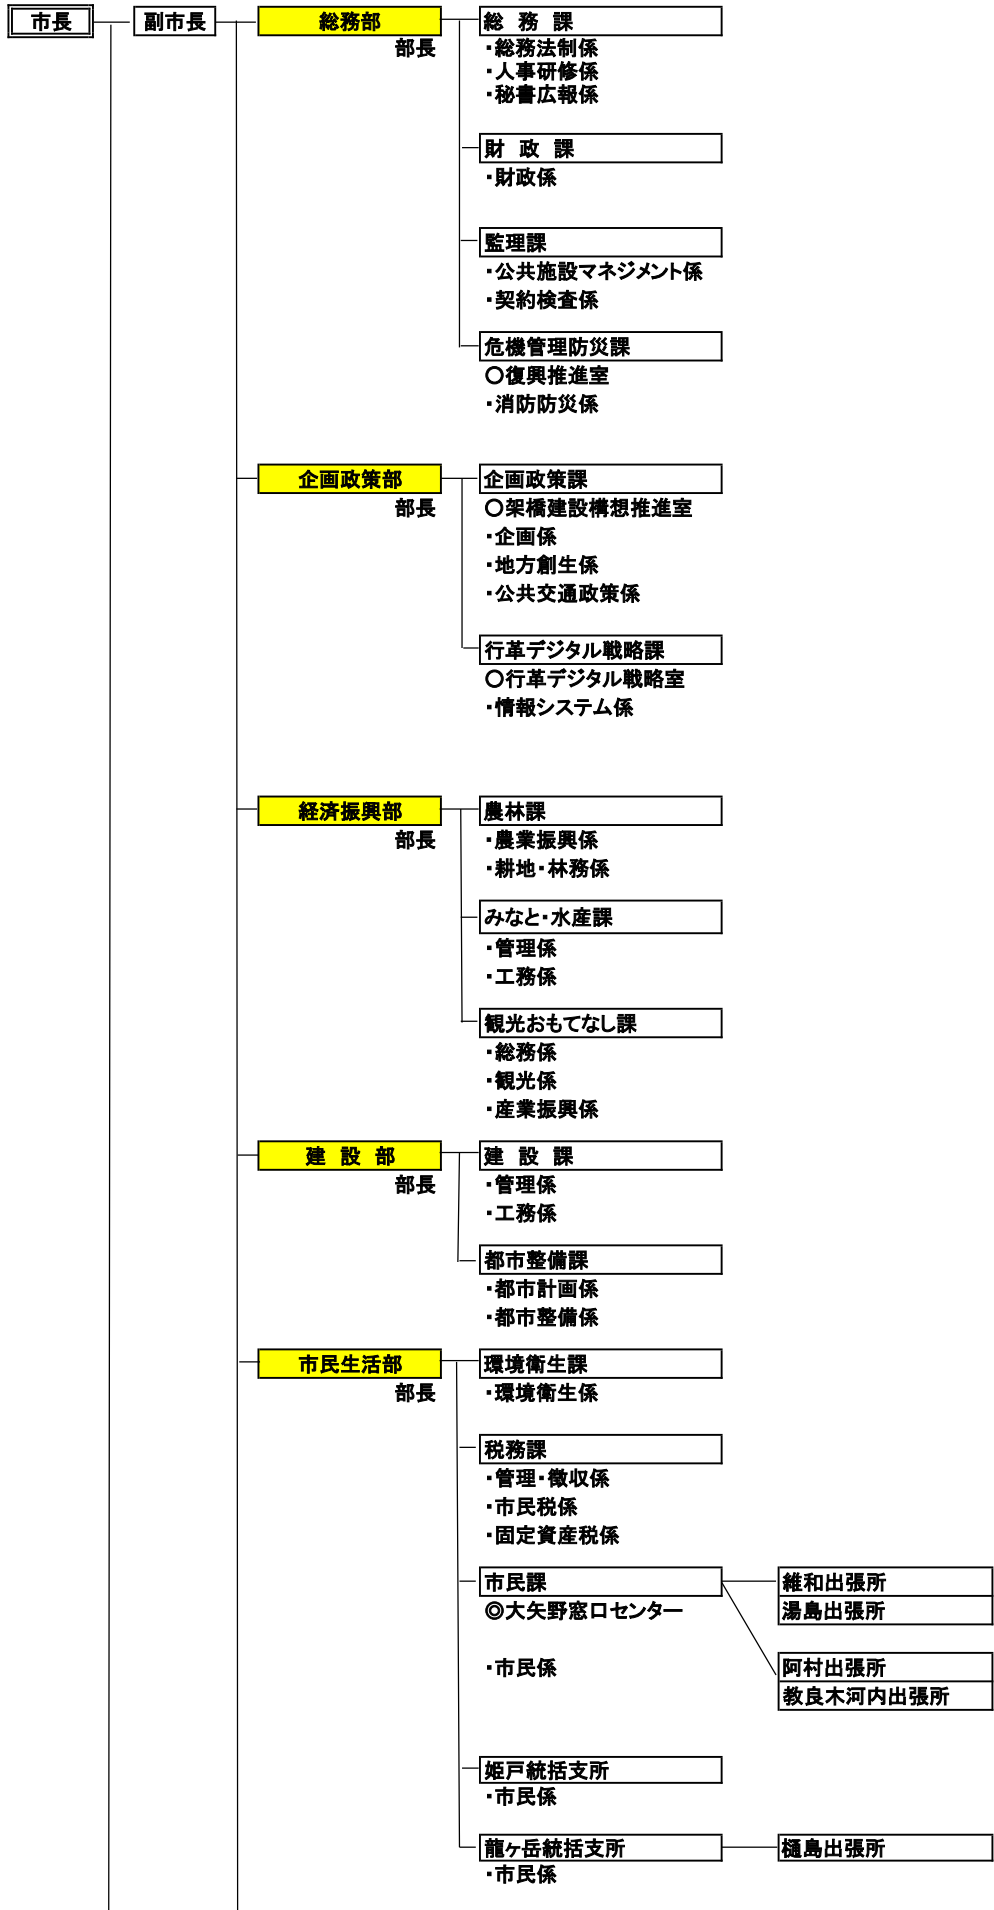 市長
副市長
総務部
部長
総　務　課
・総務法制係
・人事研修係
・秘書広報係
財　政　課
・財政係
監理課
・公共施設マネジメント係
・契約検査係
危機管理防災課
〇復興推進室
・消防防災係
企画政策部
部長
企画政策課
〇架橋建設構想推進室
・企画係
・地方創生係
・公共交通政策係
行革デジタル戦略課
〇行革デジタル戦略室
・情報システム係
経済振興部
部長
農林課
・農業振興係
・耕地・林務係
みなと・水産課
・管理係
・工務係
観光おもてなし課
・総務係
・観光係
・産業振興係
建　設　部
部長
建　設　課
・管理係
・工務係
都市整備課
・都市計画係
・都市整備係
市民生活部
部長
環境衛生課
・環境衛生係
税務課
・管理・徴収係
・市民税係
・固定資産税係
市民課
◎大矢野窓口センター
・市民係
維和出張所
湯島出張所
阿村出張所
教良木河内出張所
姫戸統括支所
・市民係
龍ヶ岳統括支所
・市民係
樋島出張所